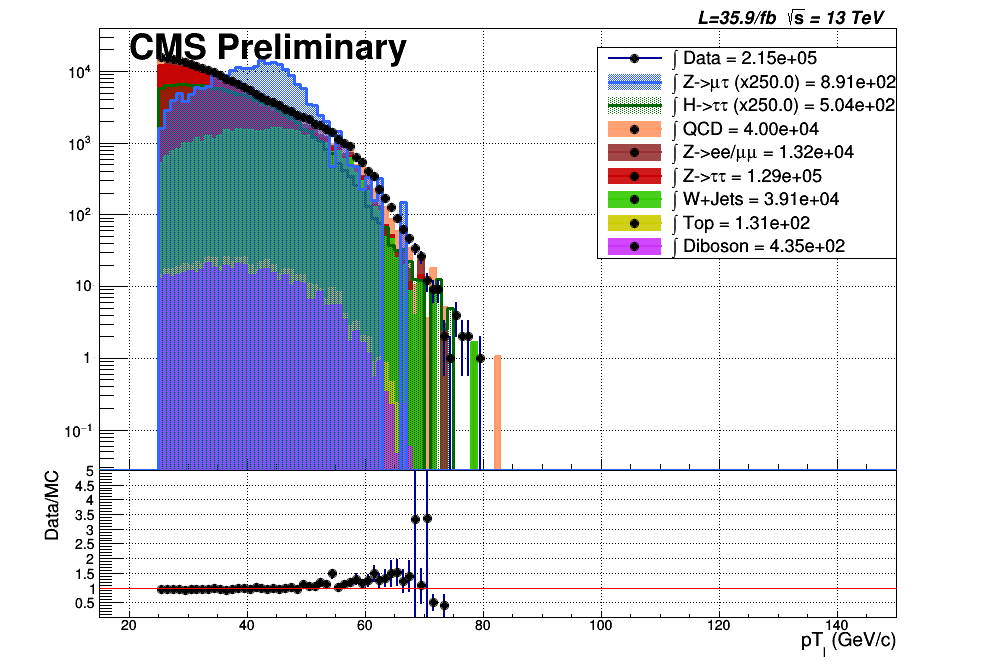 L=35.9/fb √s = 13 TeV
CMS Preliminary
∫ Data = 2.15e+05
∫ Z->μτ (x250.0) = 8.91e+02
∫ H->ττ (x250.0) = 5.04e+02
∫ QCD = 4.00e+04
∫ Z->ee/μμ = 1.32e+04
∫ Z->ττ = 1.29e+05
∫ W+Jets = 3.91e+04
∫ Top = 1.31e+02
∫ Diboson = 4.35e+02
10⁴
10³
10²
10
1
10⁻¹
Data/MC
5
4.5
4
3.5
3
2.5
2
1.5
1
0.5
20 40 60 80 100 120 140
pT_l (GeV/c)